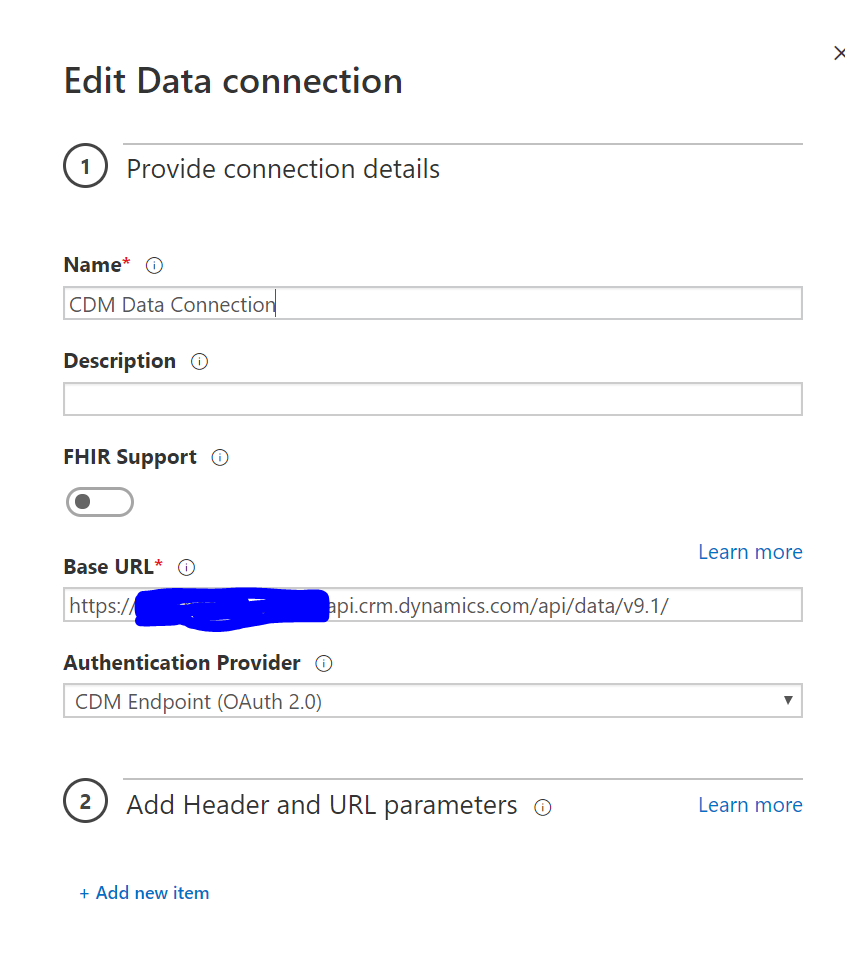 Edit Data connection
1 Provide connection details
Name*
CDM Data Connection
Description
FHIR Support
Learn more
Base URL*
https:// api.crm.dynamics.com/api/data/v9.1/
Authentication Provider
CDM Endpoint (OAuth 2.0)
2 Add Header and URL parameters Learn more
+ Add new item